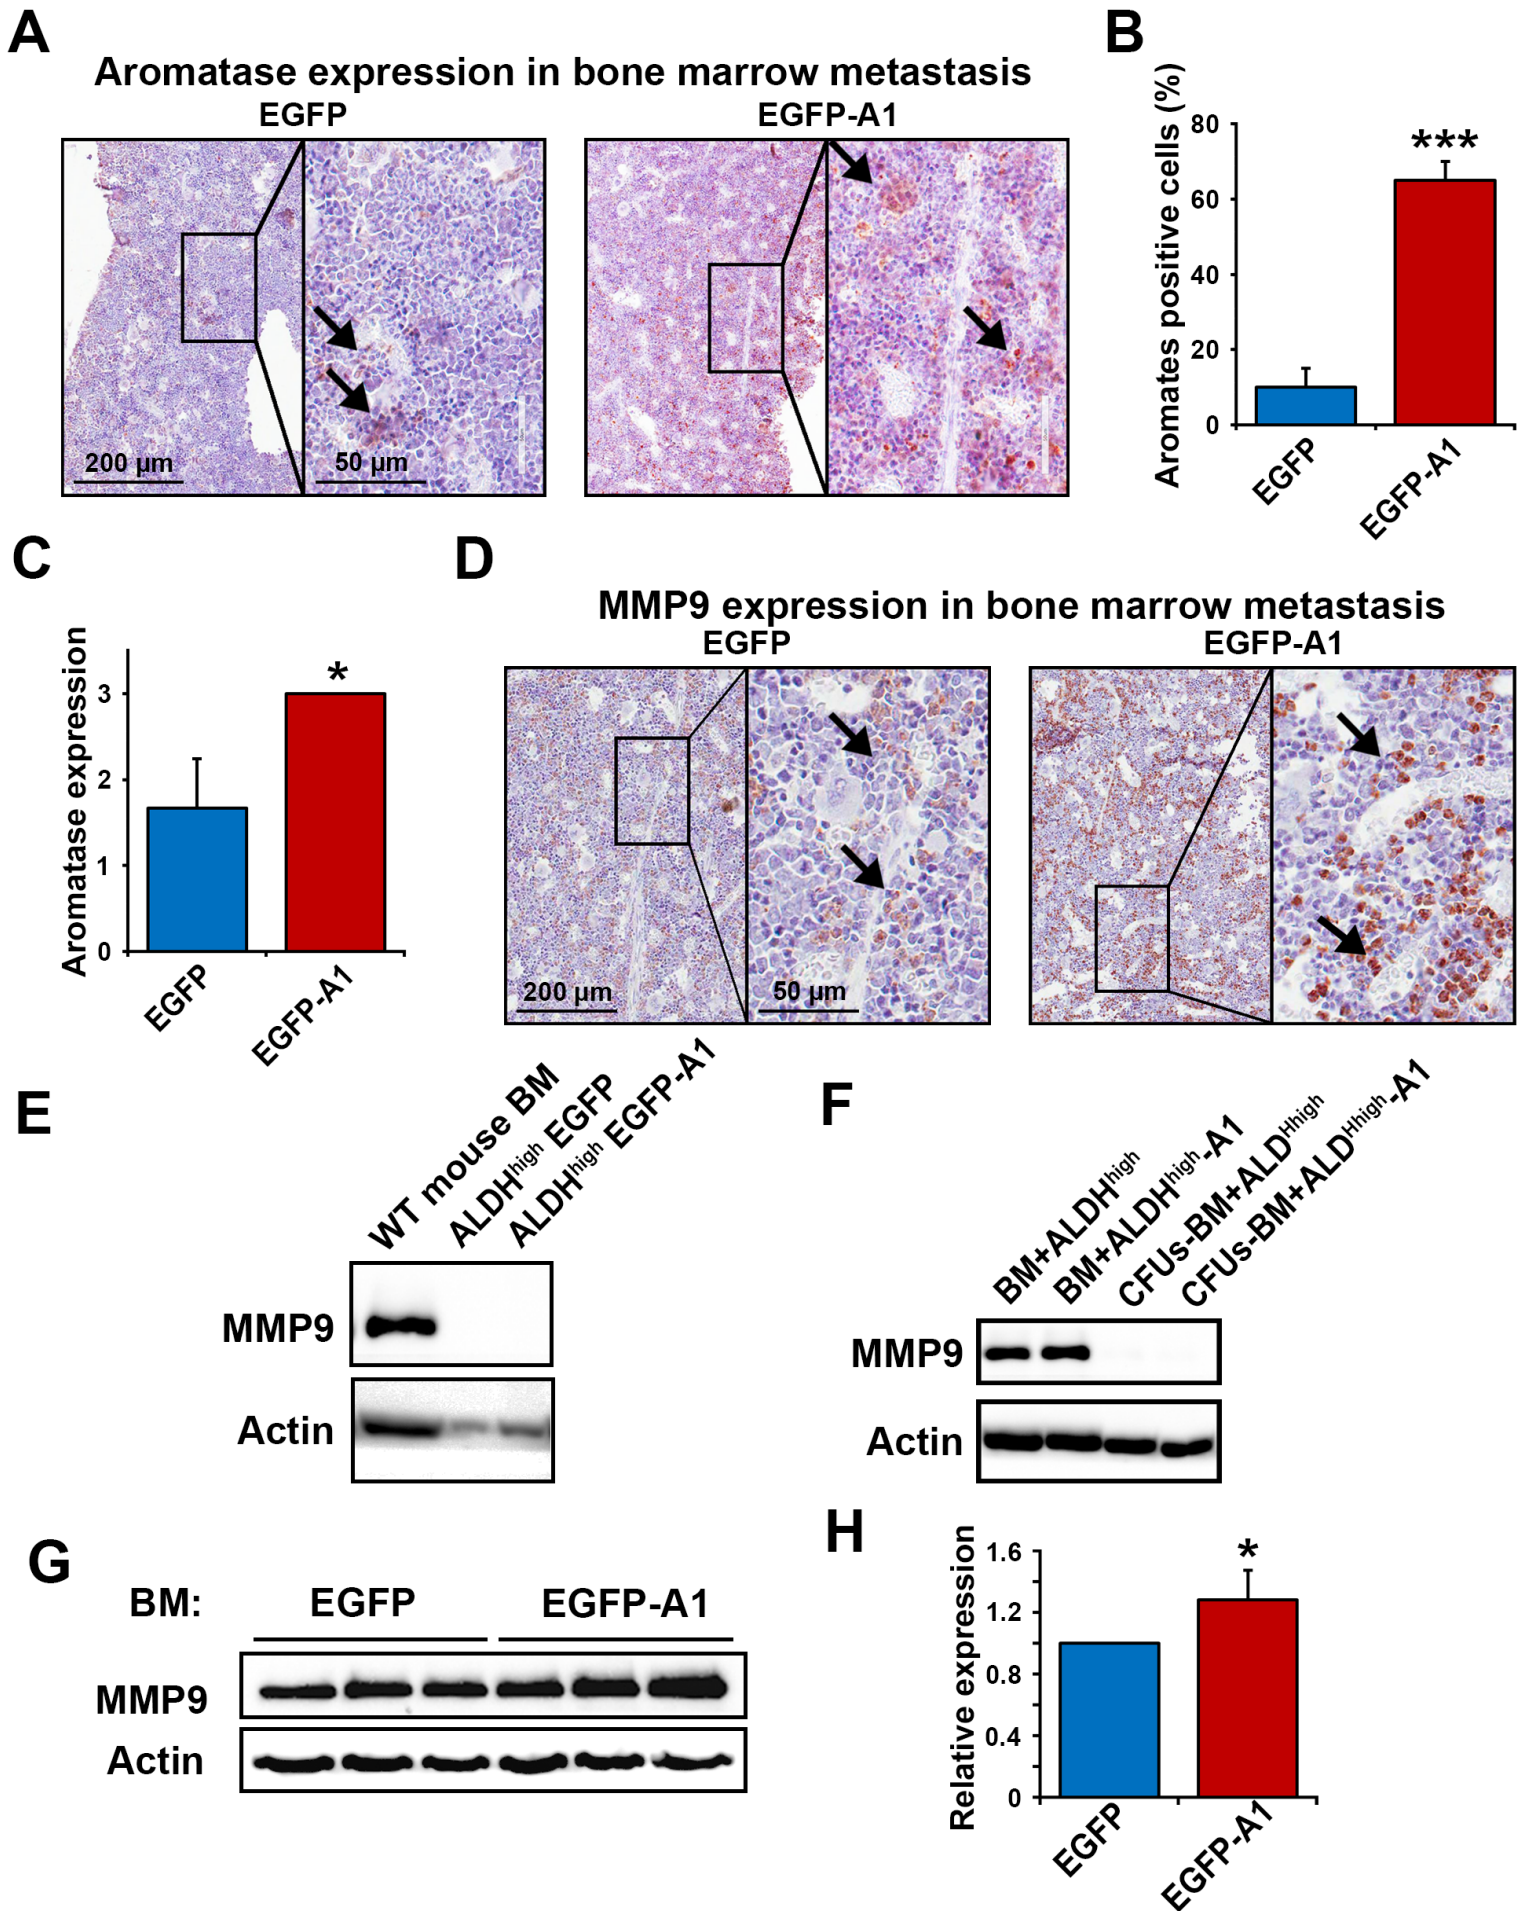 A
Aromatase expression in bone marrow metastasis
EGFP
EGFP-A1
200 µm
50 µm
B
Aromates positive cells (%)
80
***
60
40
20
0
EGFP
EGFP-A1
C
Aromatase expression
*
3
2
1
0
EGFP
EGFP-A1
D
MMP9 expression in bone marrow metastasis
EGFP
EGFP-A1
200 µm
50 µm
E
WT mouse BM
ALDHhigh EGFP
ALDHhigh EGFP-A1
MMP9
Actin
F
BM+ALDHhigh
BM+ALDHhigh-A1
CFUs-BM+ALDHhigh
CFUs-BM+ALDHhigh-A1
MMP9
Actin
G
BM:
EGFP
EGFP-A1
MMP9
Actin
H
Relative expression
*
1.6
1.2
0.8
0.4
0
EGFP
EGFP-A1